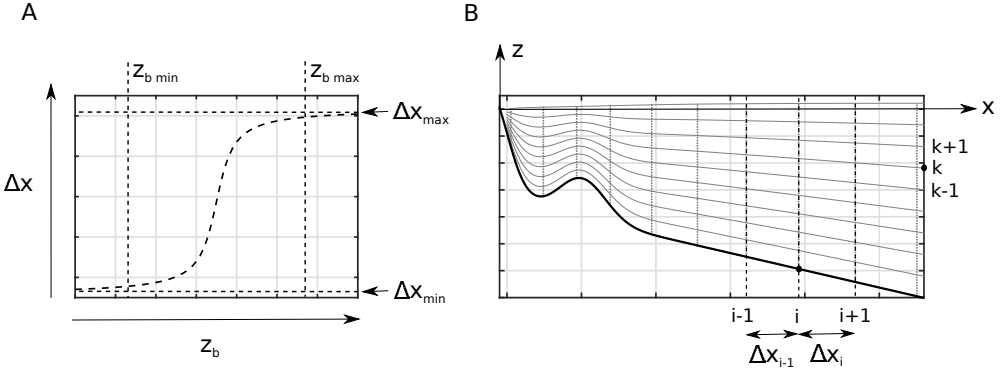 A
z_b min
z_b max
Δx_max
Δx
Δx_min
z_b
B
z
x
k+1
k
k-1
i-1 i i+1
Δx_i-1 Δx_i